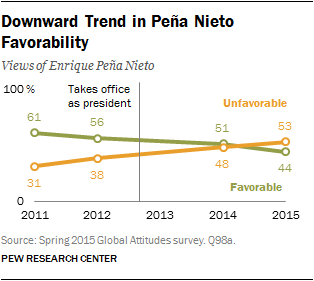 Downward Trend in Peña Nieto
Favorability
Views of Enrique Peña Nieto
100 %
Takes office
as president
Unfavorable
61
56
51
53
31
38
48
44
Favorable
0
2011
2012
2014
2015
Source: Spring 2015 Global Attitudes survey. Q98a.
PEW RESEARCH CENTER